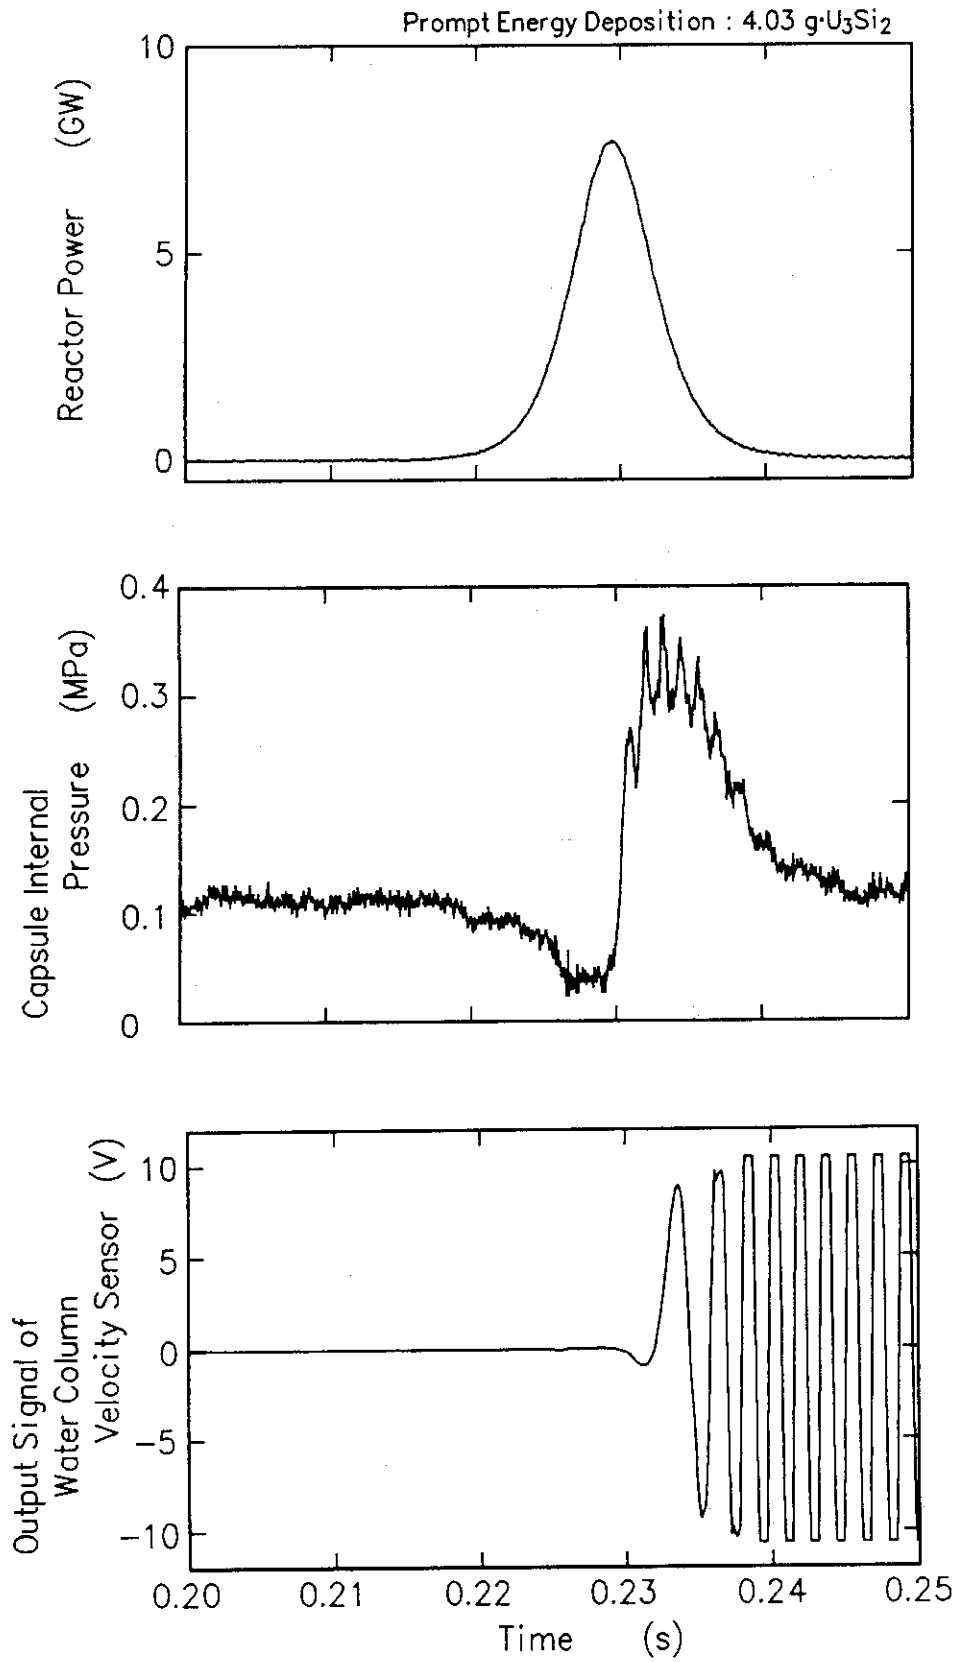 Prompt Energy Deposition : 4.03 g·U₃Si₂
10
5
0
Reactor Power (GW)
0.4
0.3
0.2
0.1
0
Capsule Internal
Pressure (MPa)
10
5
0
-5
-10
Output Signal of
Water Column
Velocity Sensor (V)
0.20 0.21 0.22 0.23 0.24 0.25
Time (s)